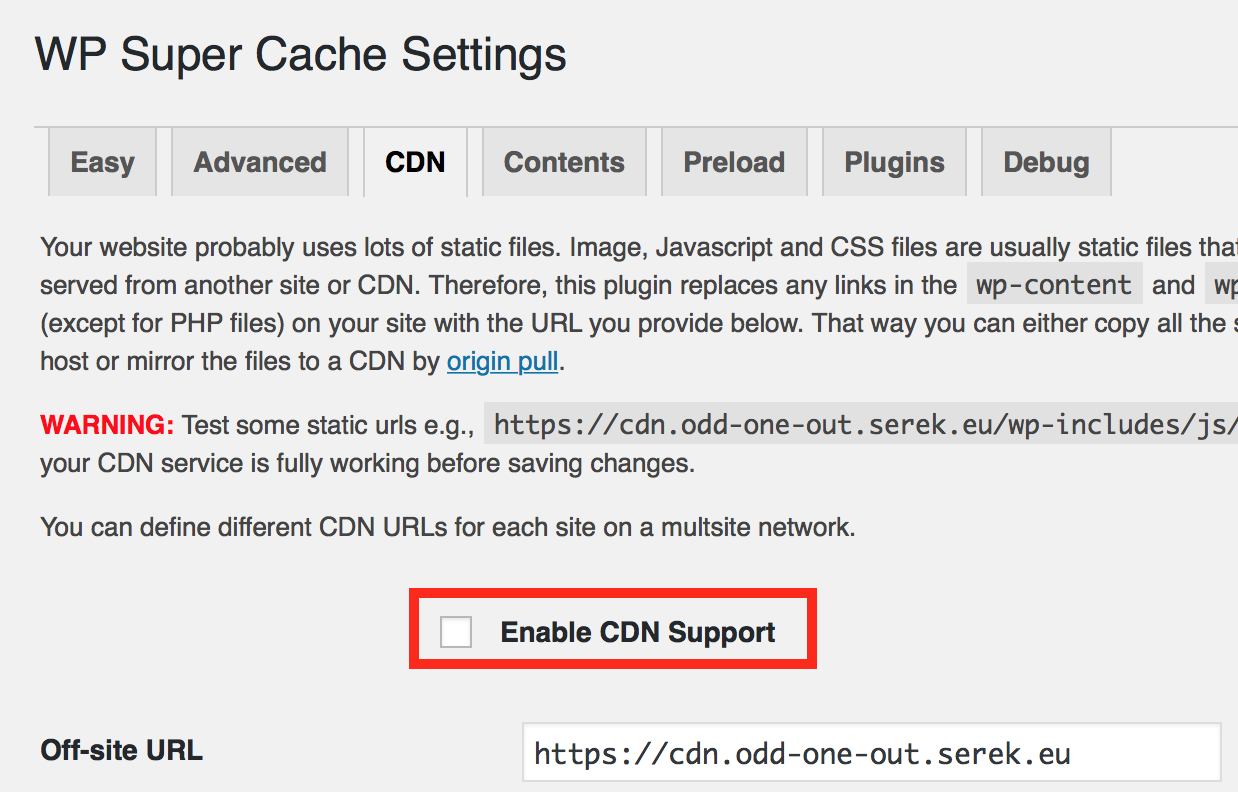 WP Super Cache Settings
Easy Advanced CDN Contents Preload Plugins Debug
Your website probably uses lots of static files. Image, Javascript and CSS files are usually static files that
served from another site or CDN. Therefore, this plugin replaces any links in the wp-content and
(except for PHP files) on your site with the URL you provide below. That way you can either copy all the
host or mirror the files to a CDN by origin pull.
WARNING: Test some static urls e.g., https://cdn.odd-one-out.serek.eu/wp-includes/js/
your CDN service is fully working before saving changes.
You can define different CDN URLs for each site on a multsite network.
Enable CDN Support
Off-site URL https://cdn.odd-one-out.serek.eu